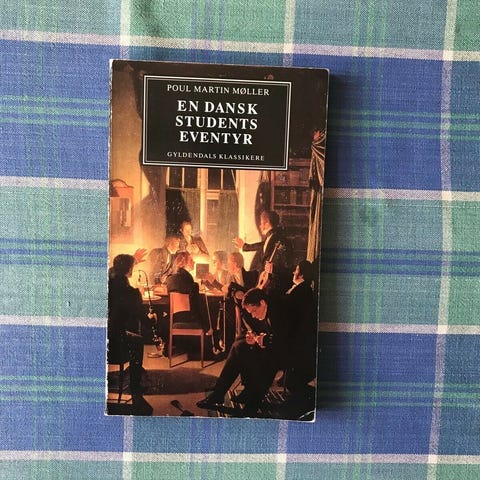 POUL MARTIN MØLLER
EN DANSK
STUDENTS
EVENTYR
GYLDENDALS KLASSIKERE